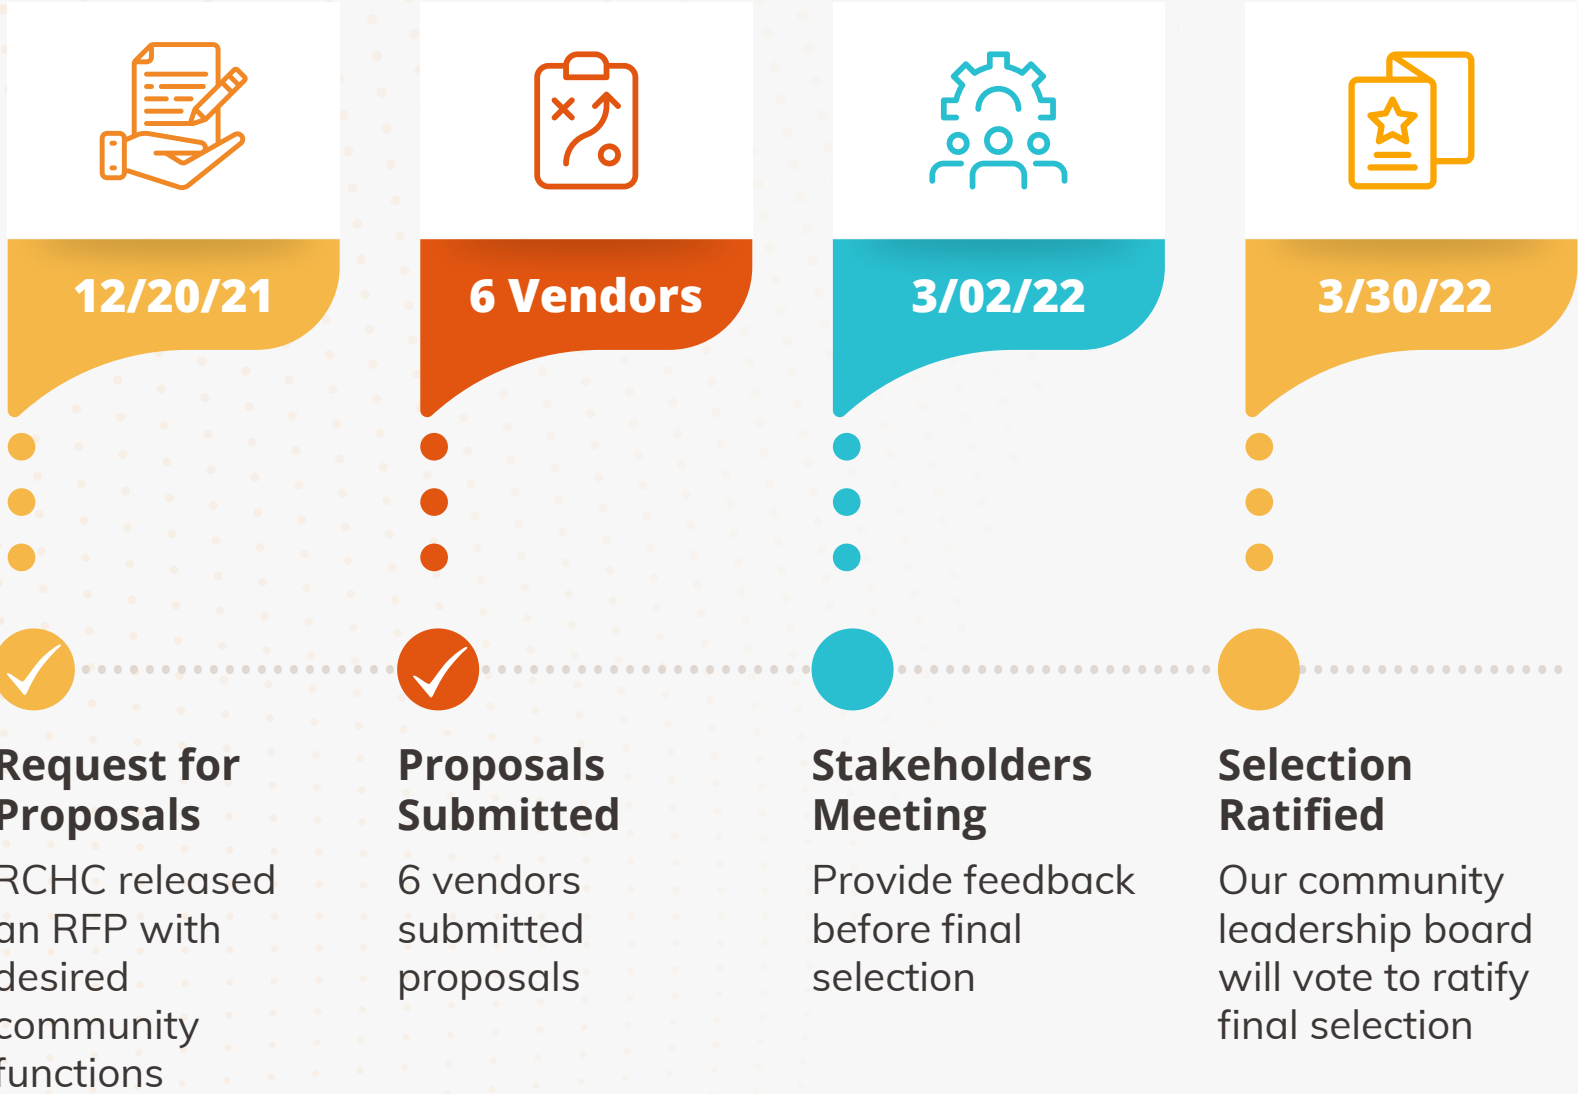 12/20/21
6 Vendors
3/02/22
3/30/22
Request for
Proposals
RCHC released
an RFP with
desired
community
functions
Proposals
Submitted
6 vendors
submitted
proposals
Stakeholders
Meeting
Provide feedback
before final
selection
Selection
Ratified
Our community
leadership board
will vote to ratify
final selection